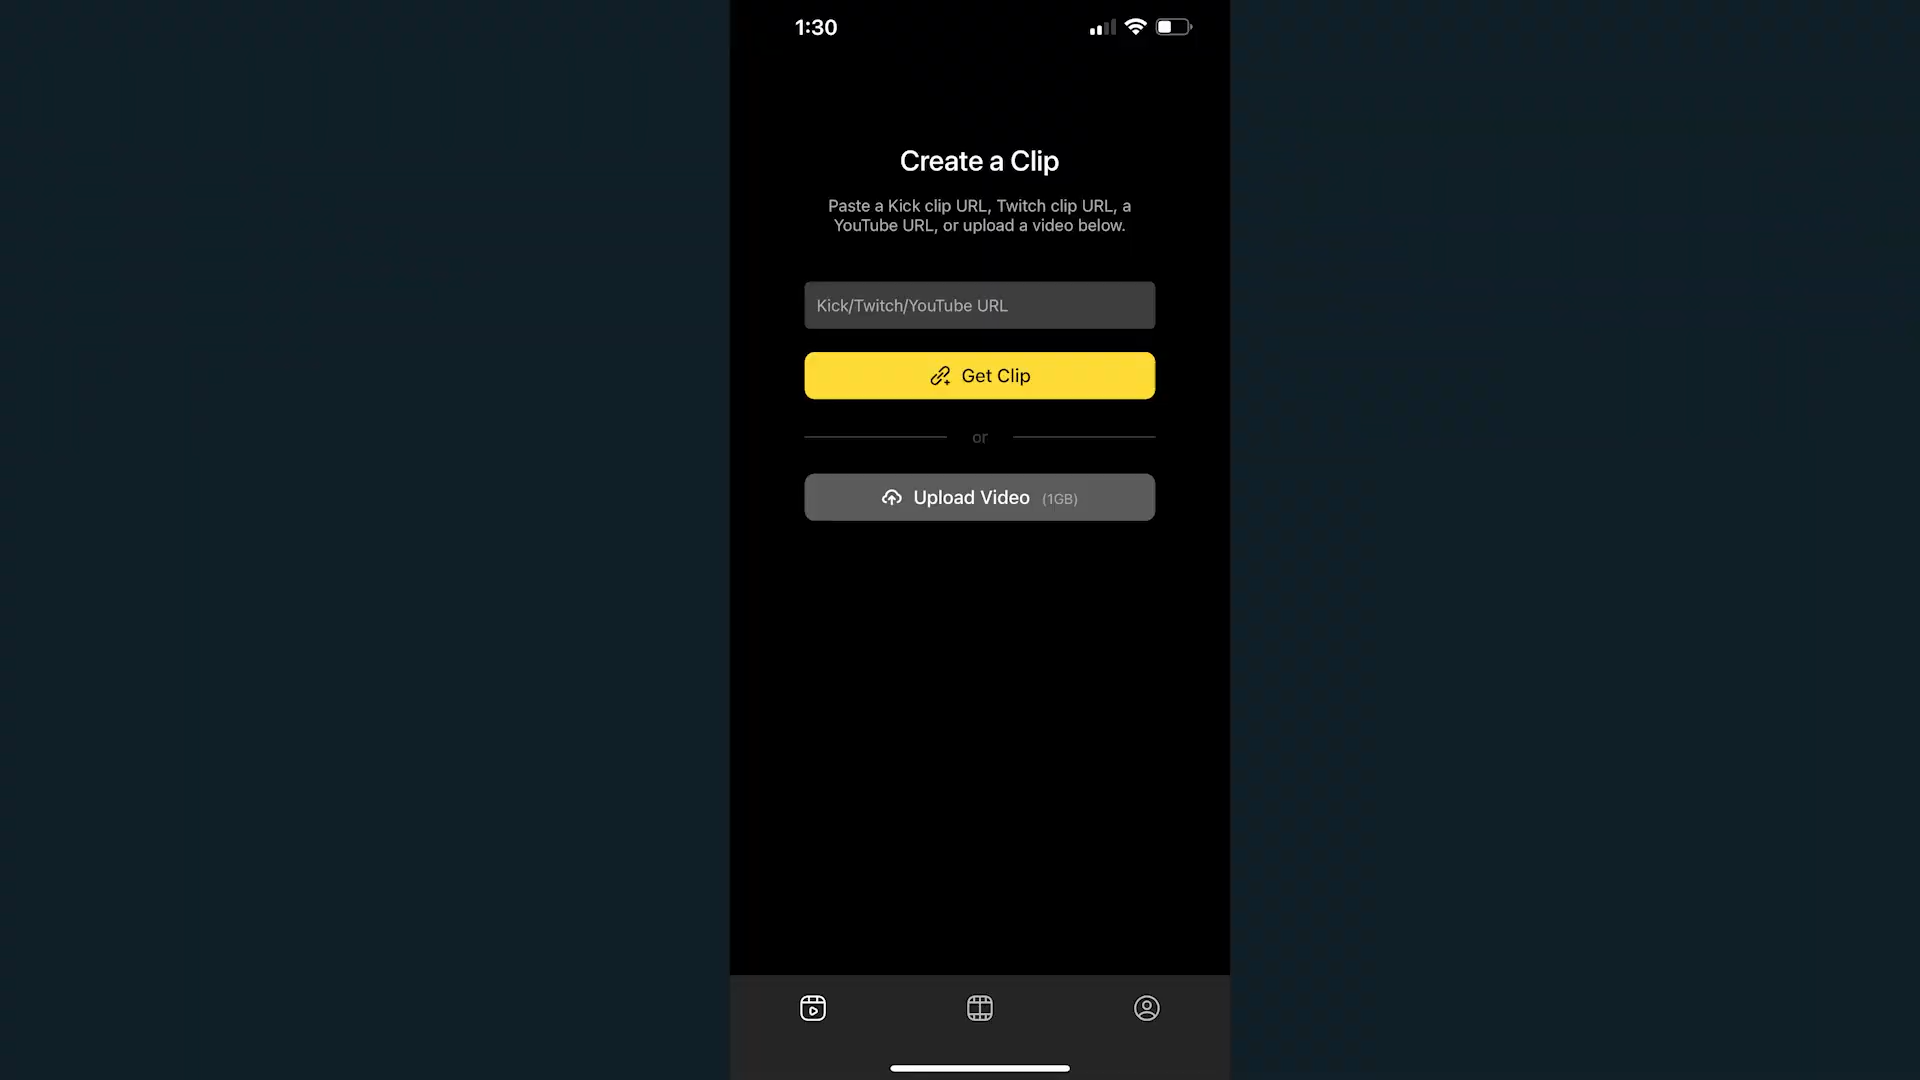 1:30
Create a Clip
Paste a Kick clip URL, Twitch clip URL, a
YouTube URL, or upload a video below.
Kick/Twitch/YouTube URL
Get Clip
or
Upload Video (1GB)